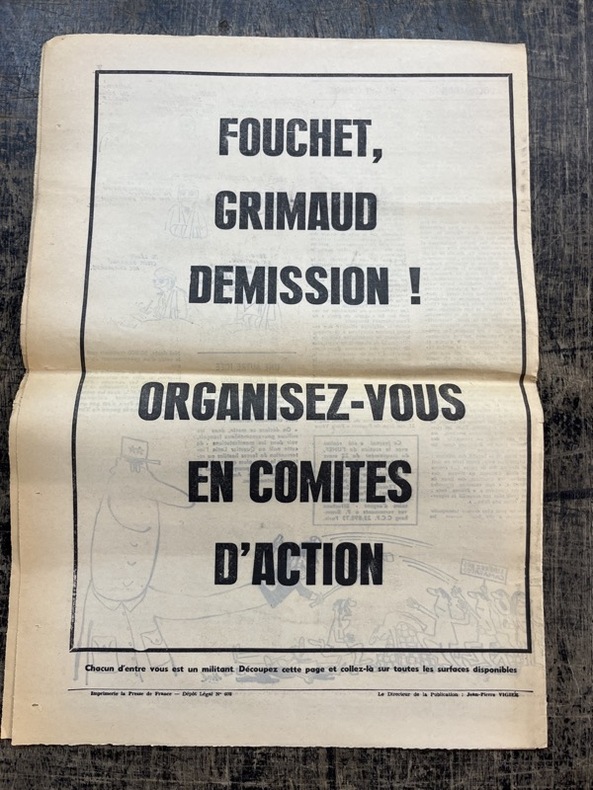 FOUCHET,
GRIMAUD
DEMISSION !
ORGANISEZ-VOUS
EN COMITES
D'ACTION
Chacun d'entre vous est un militant. Découpez cette page et collez-là sur toutes les surfaces disponibles
Imprimerie la Presse de France — Dépôt Légal N°
Le Directeur de la Publication : Jean-Pierre VIGIER